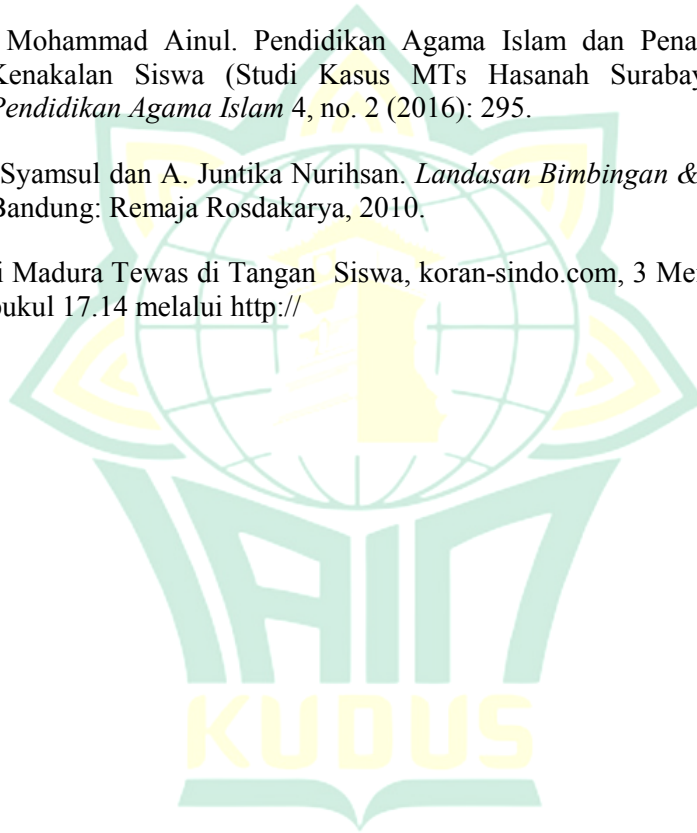 Mohammad Ainul. Pendidikan Agama Islam dan Pena
Kenakalan Siswa (Studi Kasus MTs Hasanah Surabay
Pendidikan Agama Islam 4, no. 2 (2016): 295.
Syamsul dan A. Juntika Nurihsan. Landasan Bimbingan &
Bandung: Remaja Rosdakarya, 2010.
i Madura Tewas di Tangan Siswa, koran-sindo.com, 3 Me
pukul 17.14 melalui http://
IAIN
KUDUS